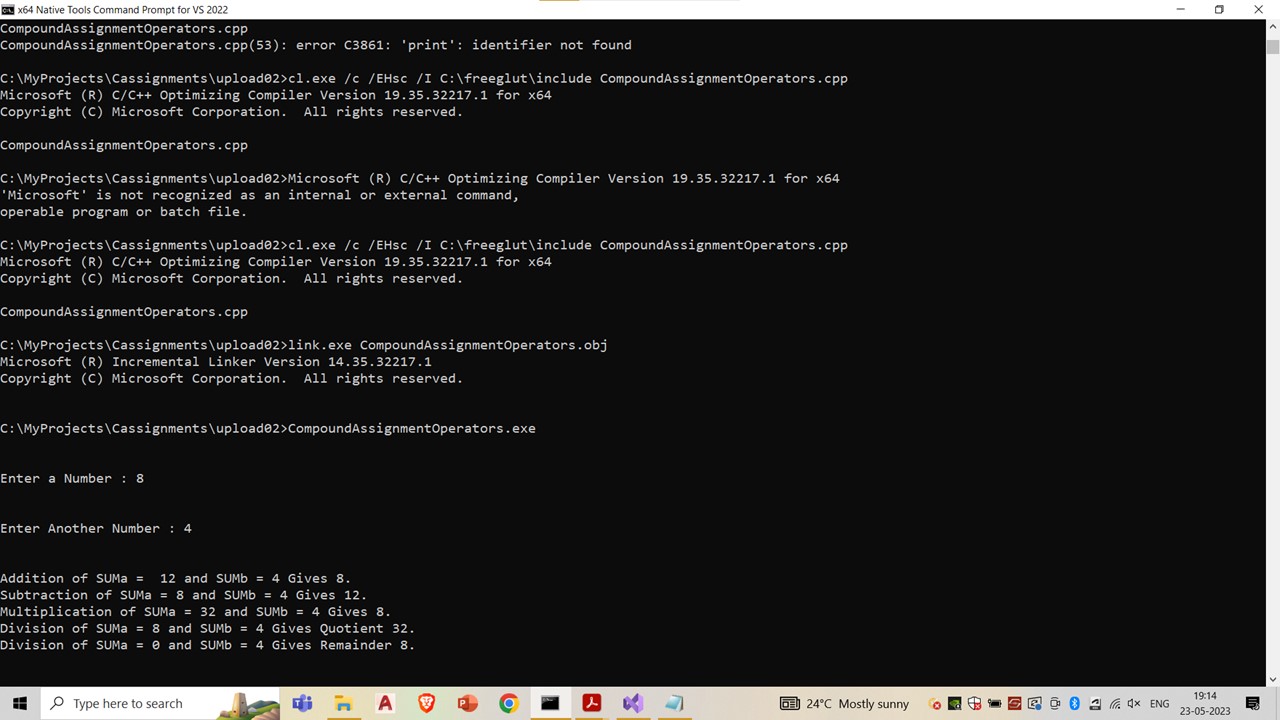 x64 Native Tools Command Prompt for VS 2022
CompoundAssignmentOperators.cpp
CompoundAssignmentOperators.cpp(53): error C3861: 'print': identifier not found
C:\MyProjects\Cassignments\upload02>cl.exe /c /EHsc /I C:\freeglut\include CompoundAssignmentOperators.cpp
Microsoft (R) C/C++ Optimizing Compiler Version 19.35.32217.1 for x64
Copyright (C) Microsoft Corporation.  All rights reserved.
CompoundAssignmentOperators.cpp
C:\MyProjects\Cassignments\upload02>Microsoft (R) C/C++ Optimizing Compiler Version 19.35.32217.1 for x64
'Microsoft' is not recognized as an internal or external command,
operable program or batch file.
C:\MyProjects\Cassignments\upload02>cl.exe /c /EHsc /I C:\freeglut\include CompoundAssignmentOperators.cpp
Microsoft (R) C/C++ Optimizing Compiler Version 19.35.32217.1 for x64
Copyright (C) Microsoft Corporation.  All rights reserved.
CompoundAssignmentOperators.cpp
C:\MyProjects\Cassignments\upload02>link.exe CompoundAssignmentOperators.obj
Microsoft (R) Incremental Linker Version 14.35.32217.1
Copyright (C) Microsoft Corporation.  All rights reserved.
C:\MyProjects\Cassignments\upload02>CompoundAssignmentOperators.exe
Enter a Number : 8
Enter Another Number : 4
Addition of SUMa =  12 and SUMb = 4 Gives 8.
Subtraction of SUMa = 8 and SUMb = 4 Gives 12.
Multiplication of SUMa = 32 and SUMb = 4 Gives 8.
Division of SUMa = 8 and SUMb = 4 Gives Quotient 32.
Division of SUMa = 0 and SUMb = 4 Gives Remainder 8.
Type here to search
24°C Mostly sunny
ENG
19:14
23-05-2023